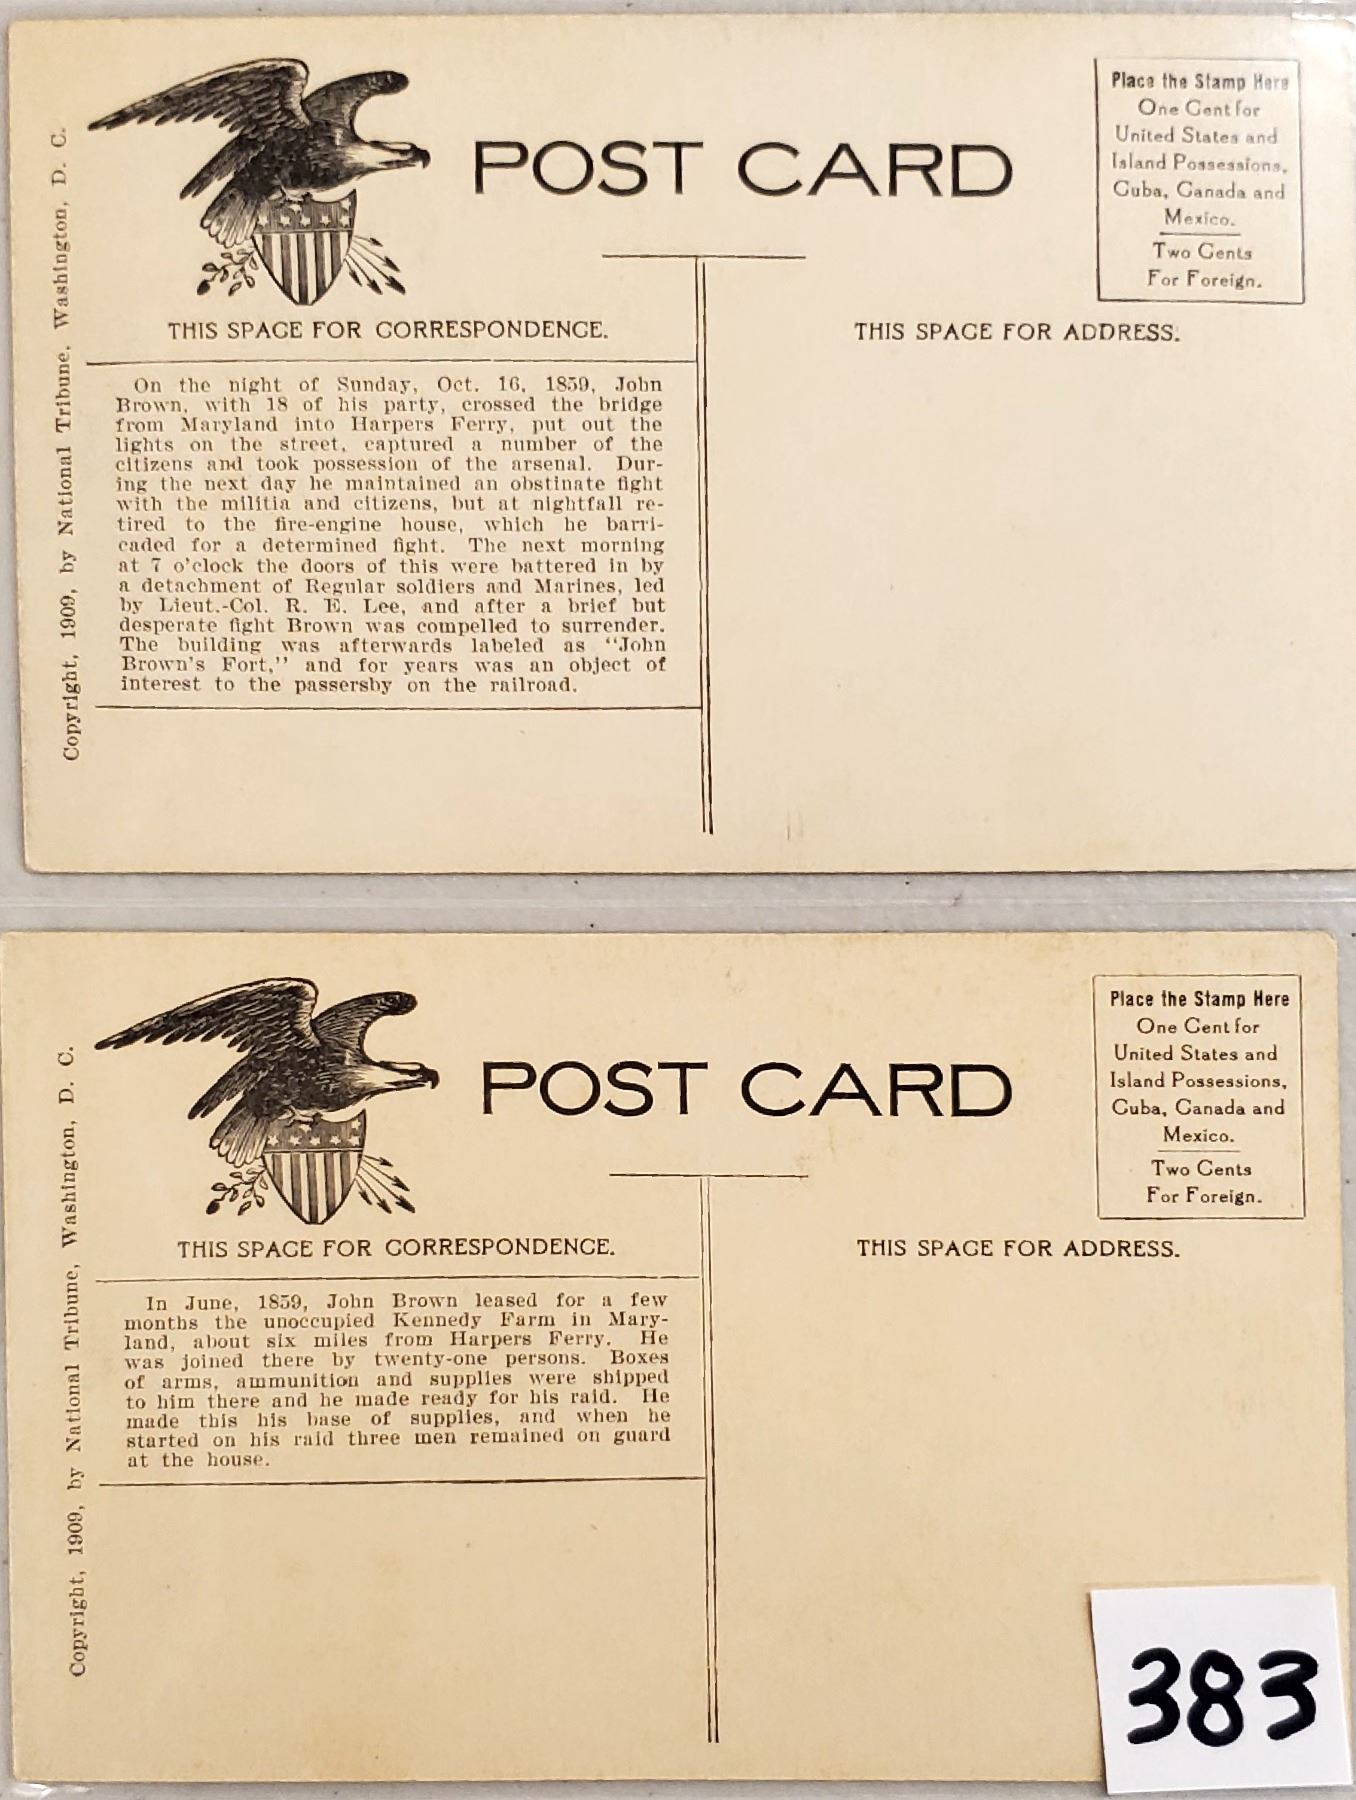 Copyright, 1909, by National Tribune, Washington, D. C.
POST CARD
Place the Stamp Here
One Cent for
United States and
Island Possessions,
Cuba, Canada and
Mexico.
Two Cents
For Foreign.
THIS SPACE FOR CORRESPONDENCE.
THIS SPACE FOR ADDRESS.
On the night of Sunday, Oct. 16, 1859, John
Brown, with 18 of his party, crossed the bridge
from Maryland into Harpers Ferry, put out the
lights on the street, captured a number of the
citizens and took possession of the arsenal. Dur-
ing the next day he maintained an obstinate fight
with the militia and citizens, but at nightfall re-
tired to the fire-engine house, which he barri-
caded for a determined fight. The next morning
at 7 o'clock the doors of this were battered in by
a detachment of Regular soldiers and Marines, led
by Lieut.-Col. R. E. Lee, and after a brief but
desperate fight Brown was compelled to surrender.
The building was afterwards labeled as "John
Brown's Fort," and for years was an object of
interest to the passersby on the railroad.
Copyright, 1909, by National Tribune, Washington, D. C.
POST CARD
Place the Stamp Here
One Cent for
United States and
Island Possessions,
Cuba, Canada and
Mexico.
Two Cents
For Foreign.
THIS SPACE FOR CORRESPONDENCE.
THIS SPACE FOR ADDRESS.
In June, 1859, John Brown leased for a few
months the unoccupied Kennedy Farm in Mary-
land, about six miles from Harpers Ferry. He
was joined there by twenty-one persons. Boxes
of arms, ammunition and supplies were shipped
to him there and he made ready for his raid. He
made this his base of supplies, and when he
started on his raid three men remained on guard
at the house.
383